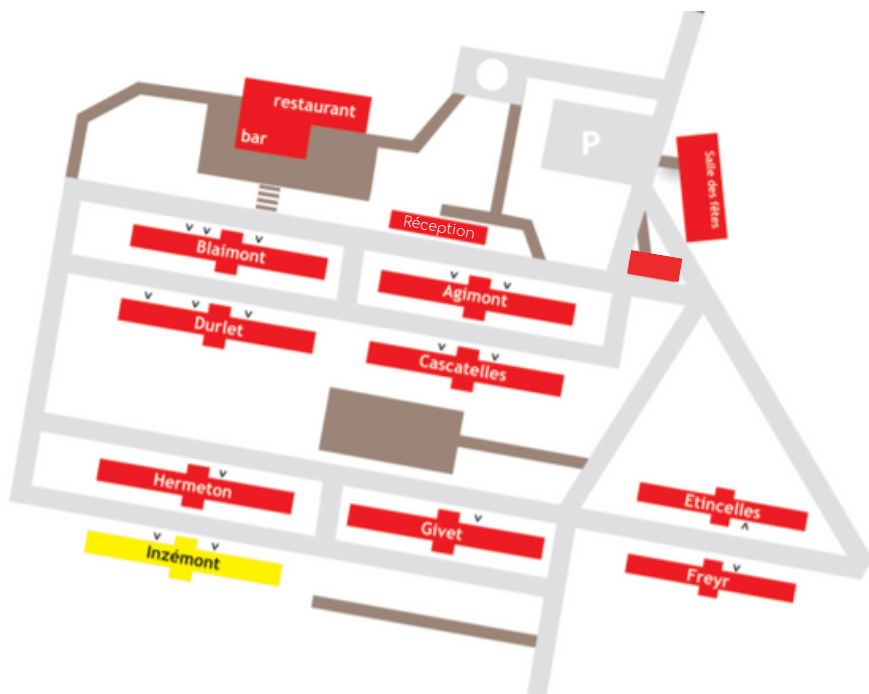 restaurant
bar
P
Salle des fêtes
Réception
Blaimont
Agimont
Durlet
Cascatelles
Hermeton
Givet
Etincelles
Inzémont
Freyr